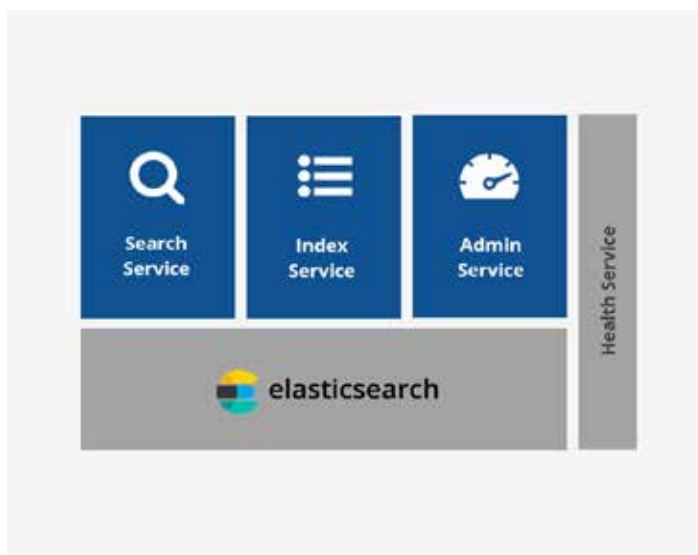 Search
Service
Index
Service
Admin
Service
Health Service
elasticsearch